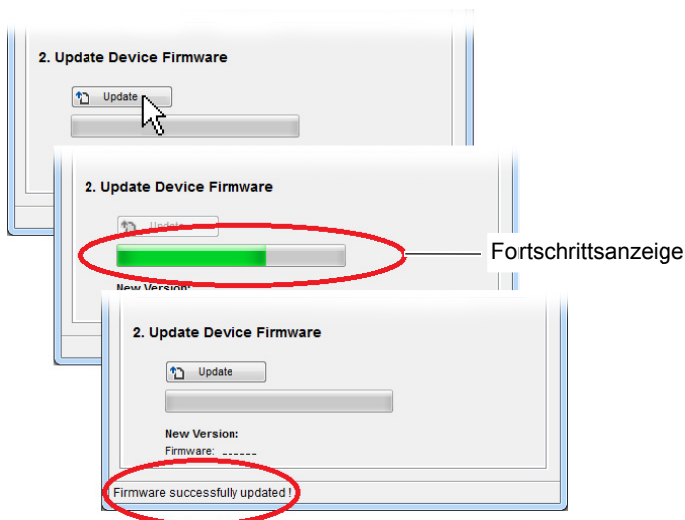 2. Update Device Firmware
Update
2. Update Device Firmware
Update
Fortschrittsanzeige
New Version:
2. Update Device Firmware
Update
New Version:
Firmware: ------
Firmware successfully updated !